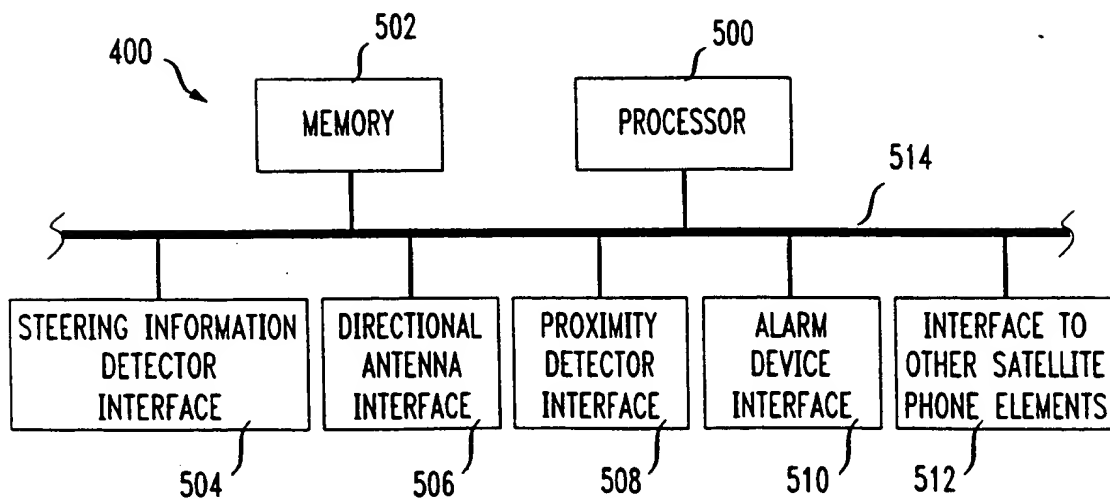 400
502
500
MEMORY
PROCESSOR
514
STEERING INFORMATION
DETECTOR
INTERFACE
DIRECTIONAL
ANTENNA
INTERFACE
PROXIMITY
DETECTOR
INTERFACE
ALARM
DEVICE
INTERFACE
INTERFACE TO
OTHER SATELLITE
PHONE ELEMENTS
504
506
508
510
512